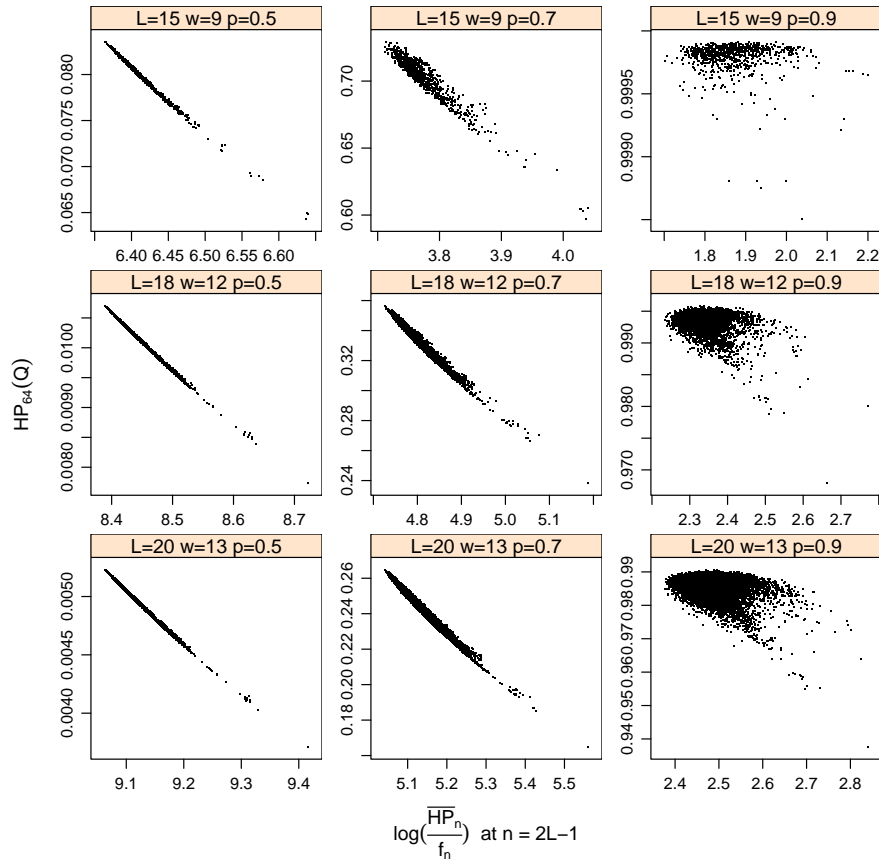 L=15 w=9 p=0.5
L=15 w=9 p=0.7
L=15 w=9 p=0.9
0.065 0.070 0.075 0.080
0.60 0.65 0.70
0.9990 0.9995
6.40 6.45 6.50 6.55 6.60
3.8 3.9 4.0
1.8 1.9 2.0 2.1 2.2
L=18 w=12 p=0.5
L=18 w=12 p=0.7
L=18 w=12 p=0.9
HP64(Q)
0.0080 0.0090 0.0100
0.24 0.28 0.32
0.970 0.980 0.990
8.4 8.5 8.6 8.7
4.8 4.9 5.0 5.1
2.3 2.4 2.5 2.6 2.7
L=20 w=13 p=0.5
L=20 w=13 p=0.7
L=20 w=13 p=0.9
0.0040 0.0045 0.0050
0.18 0.20 0.22 0.24 0.26
0.94 0.95 0.96 0.97 0.98 0.99
9.1 9.2 9.3 9.4
5.1 5.2 5.3 5.4 5.5
2.4 2.5 2.6 2.7 2.8
log(HPn/fn) at n = 2L−1